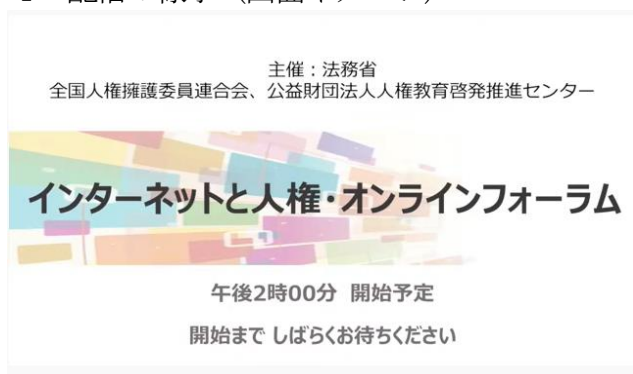 主催：法務省
全国人権擁護委員連合会、公益財団法人人権教育啓発推進センター
インターネットと人権・オンラインフォーラム
午後2時00分 開始予定
開始まで しばらくお待ちください